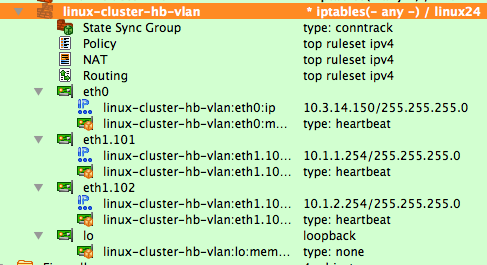 linux-cluster-hb-vlan * iptables(- any -) / linux24
State Sync Group type: conntrack
Policy top ruleset ipv4
NAT top ruleset ipv4
Routing top ruleset ipv4
eth0
IP linux-cluster-hb-vlan:eth0:ip 10.3.14.150/255.255.255.0
linux-cluster-hb-vlan:eth0:m... type: heartbeat
eth1.101
IP linux-cluster-hb-vlan:eth1.10... 10.1.1.254/255.255.255.0
linux-cluster-hb-vlan:eth1.10... type: heartbeat
eth1.102
IP linux-cluster-hb-vlan:eth1.10... 10.1.2.254/255.255.255.0
linux-cluster-hb-vlan:eth1.10... type: heartbeat
lo loopback
linux-cluster-hb-vlan:lo:mem... type: none